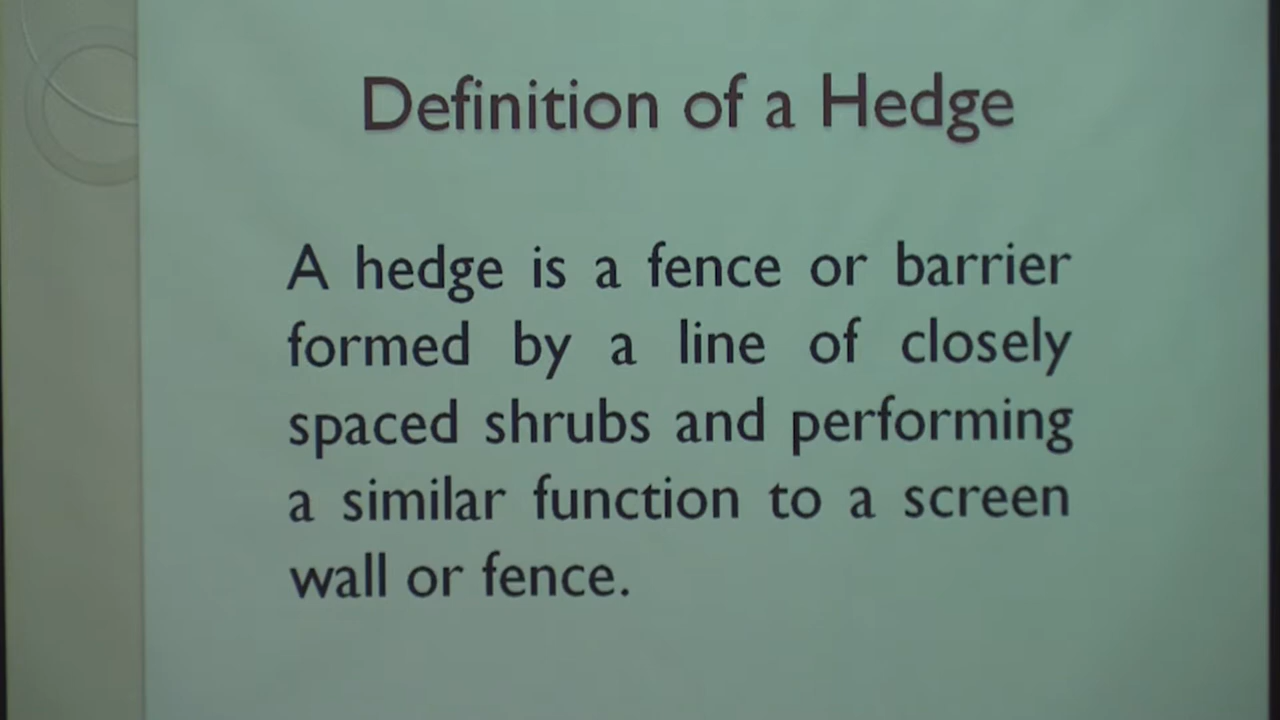 Definition of a Hedge
A hedge is a fence or barrier
formed by a line of closely
spaced shrubs and performing
a similar function to a screen
wall or fence.